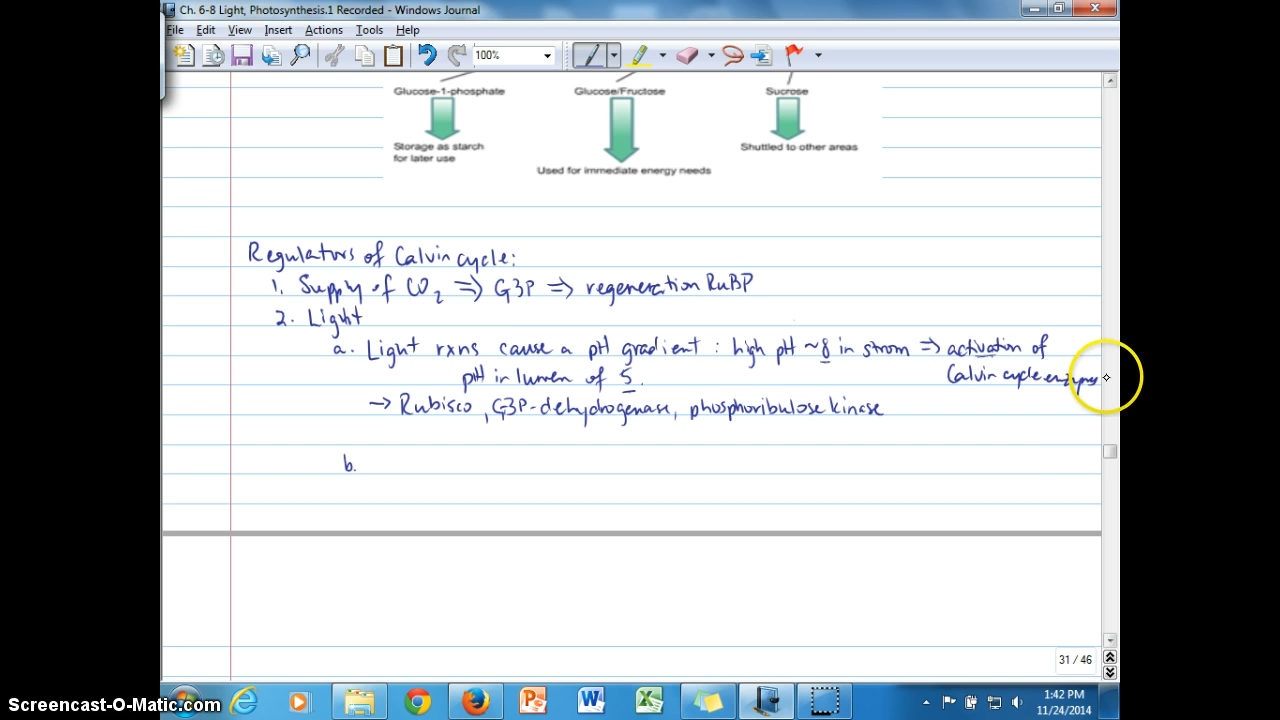 Ch. 6-8 Light, Photosynthesis.1 Recorded - Windows Journal
File Edit View Insert Actions Tools Help
100%
Glucose-1-phosphate Glucose/Fructose Sucrose
Storage as starch
for later use
Shuttled to other areas
Used for immediate energy needs
Regulators of Calvin cycle:
1. Supply of CO2 ⇒ G3P ⇒ regeneration RuBP
2. Light
a. Light rxns cause a pH gradient : high pH ~8 in strom ⇒ activation of
pH in lumen of 5. Calvin cycle enzymes
→ Rubisco, G3P-dehydrogenase, phosphoribulose kinase
b.
31 / 46
1:42 PM
11/24/2014
Screencast-O-Matic.com